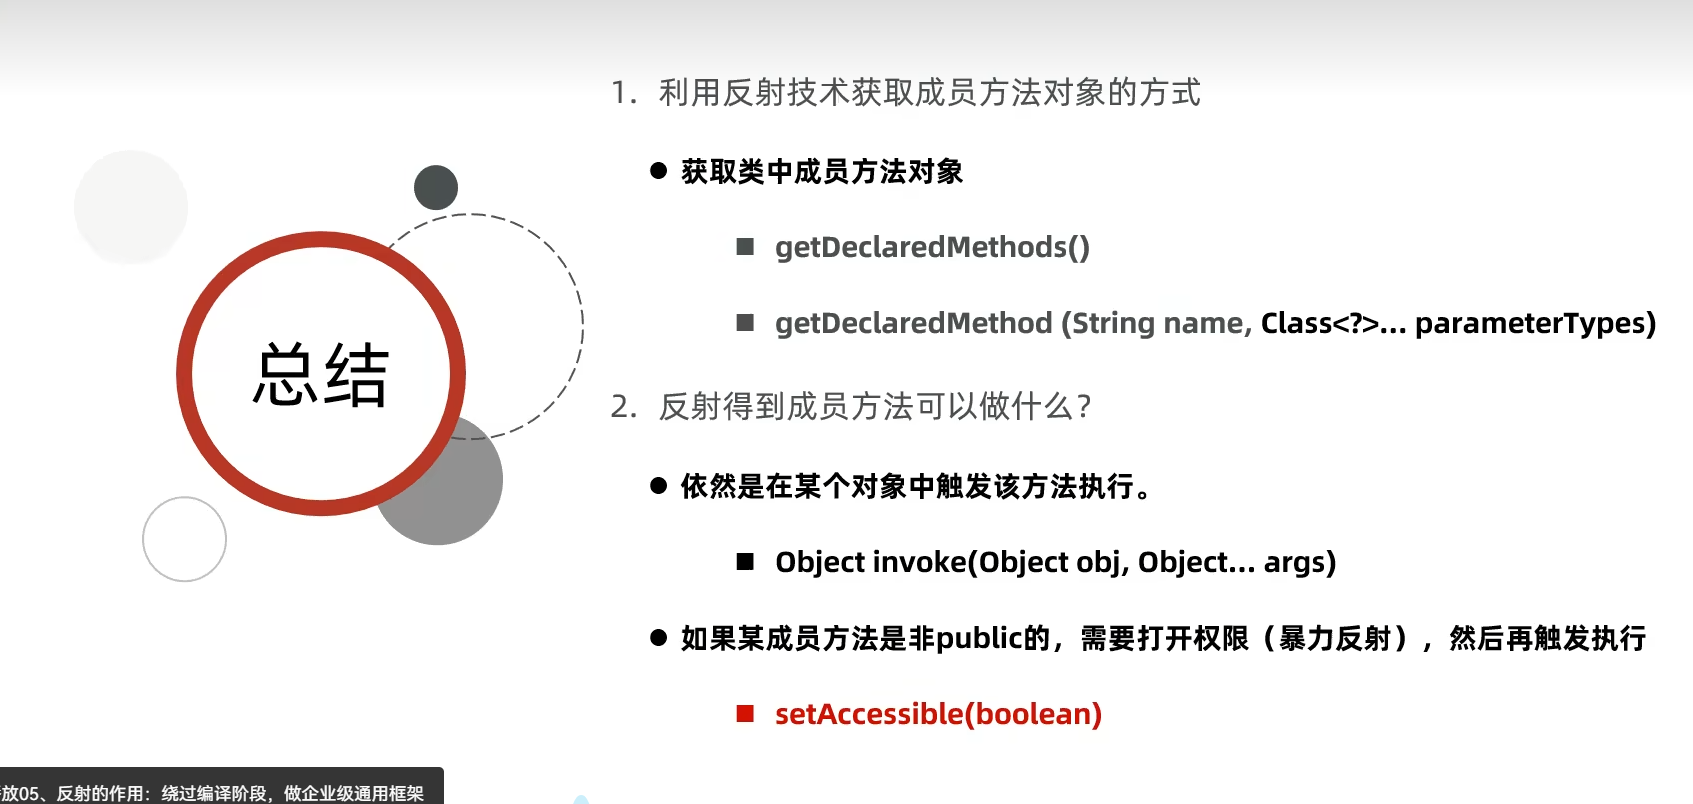 1. 利用反射技术获取成员方法对象的方式
● 获取类中成员方法对象
■ getDeclaredMethods()
■ getDeclaredMethod (String name, Class<?>... parameterTypes)
总结
2. 反射得到成员方法可以做什么？
● 依然是在某个对象中触发该方法执行。
■ Object invoke(Object obj, Object... args)
● 如果某成员方法是非public的，需要打开权限（暴力反射），然后再触发执行
■ setAccessible(boolean)
放05、反射的作用：绕过编译阶段，做企业级通用框架